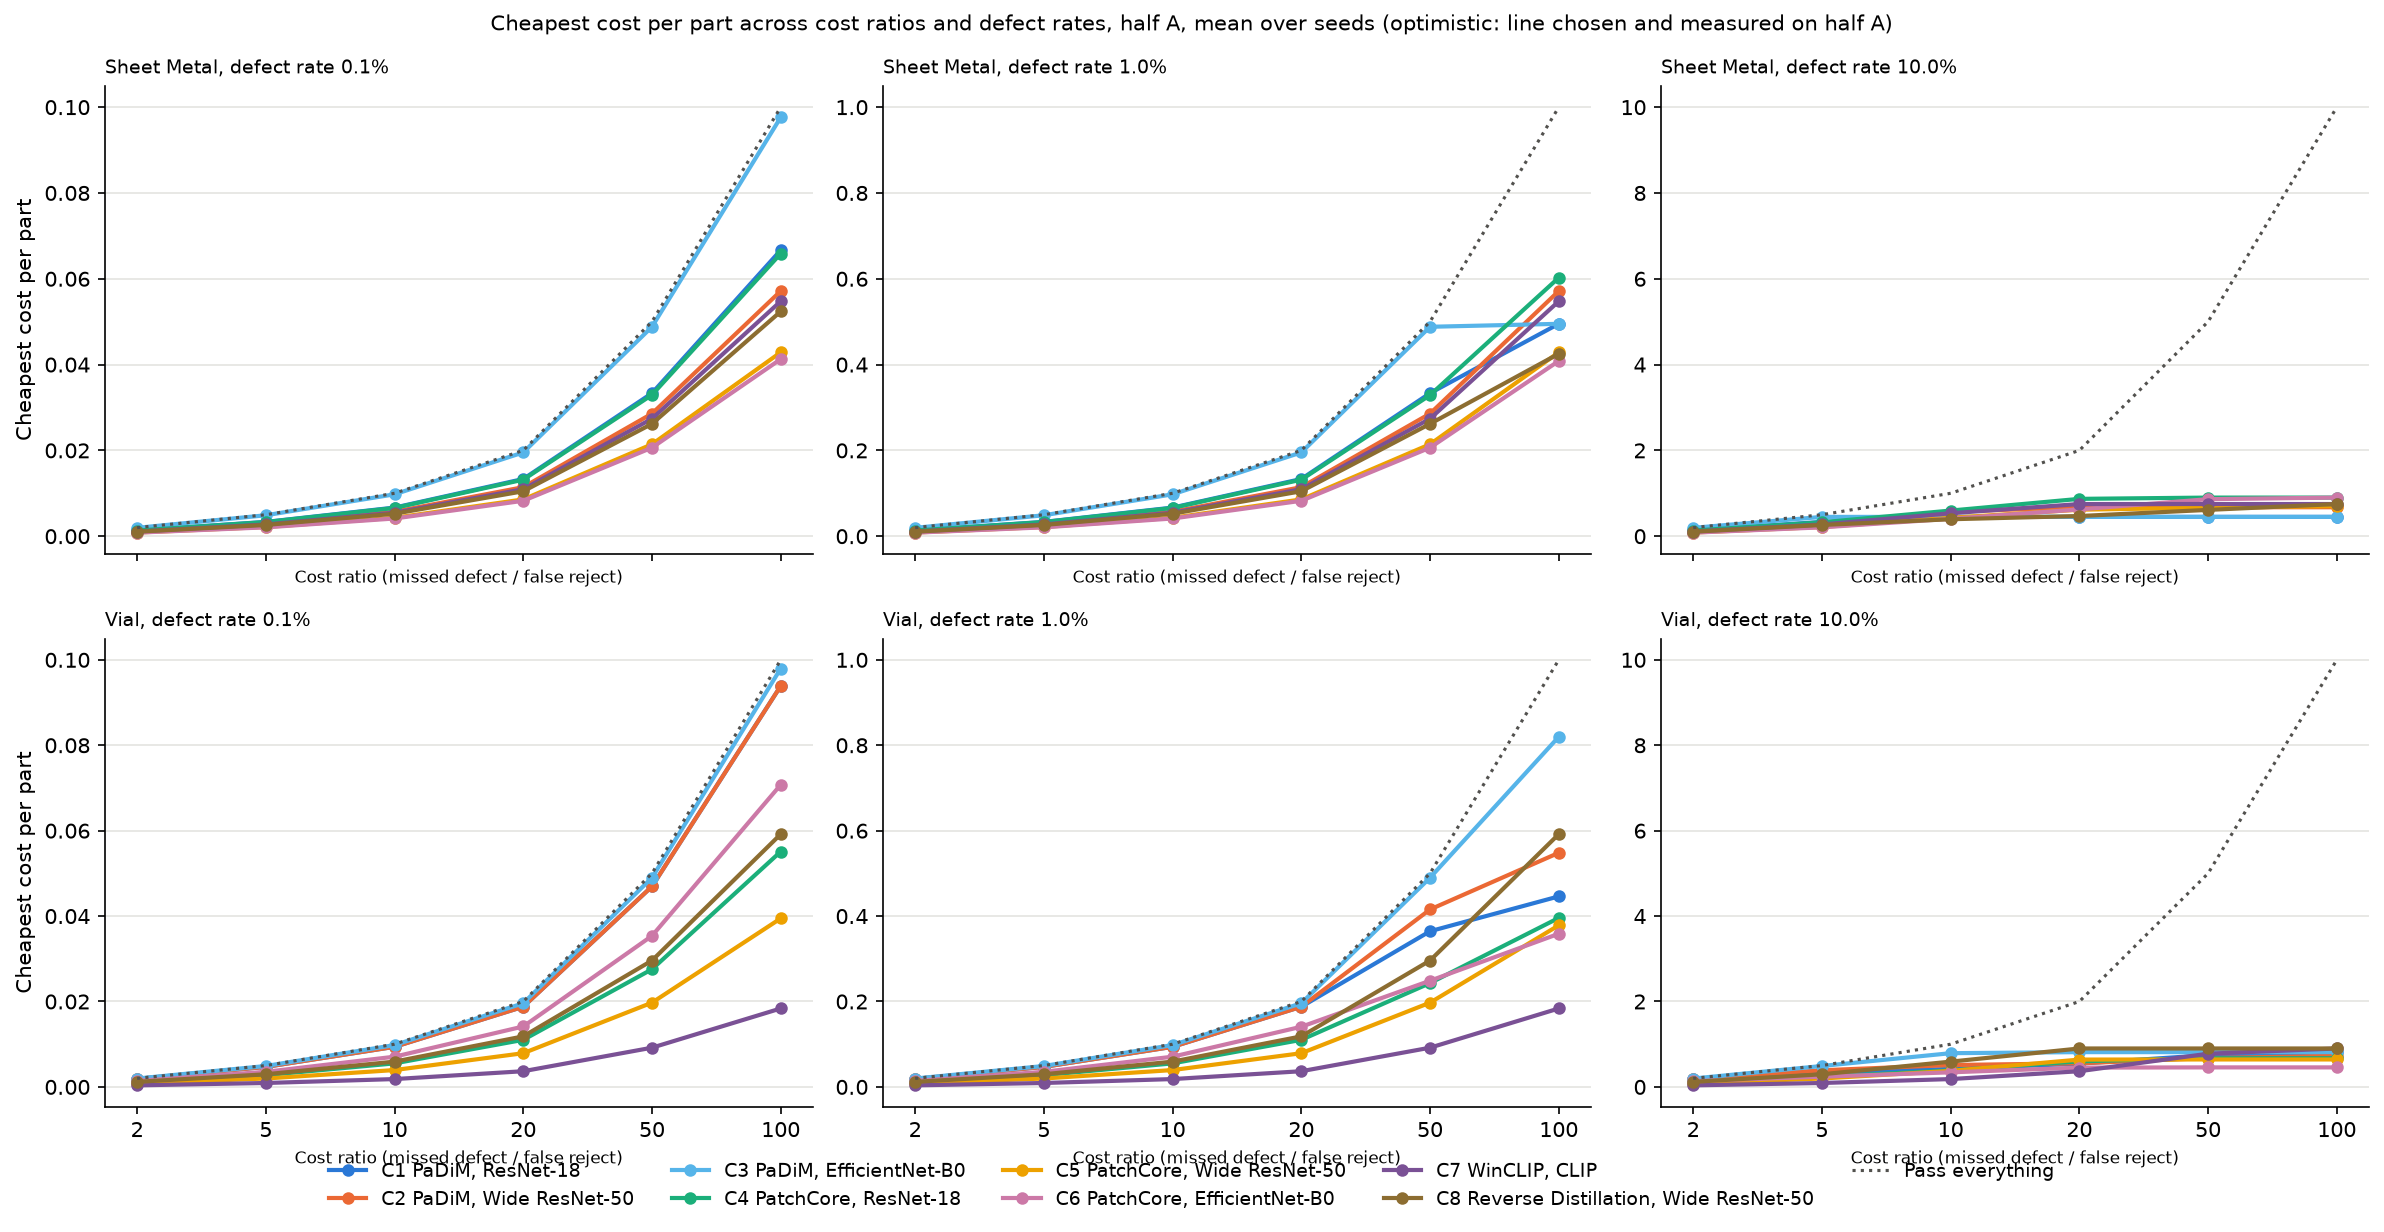 Cheapest cost per part across cost ratios and defect rates, half A, mean over seeds (optimistic: line chosen and measured on half A)
Sheet Metal, defect rate 0.1%
Sheet Metal, defect rate 1.0%
Sheet Metal, defect rate 10.0%
Cheapest cost per part
0.10
0.08
0.06
0.04
0.02
0.00
1.0
0.8
0.6
0.4
0.2
0.0
10
8
6
4
2
0
Cost ratio (missed defect / false reject)
Cost ratio (missed defect / false reject)
Cost ratio (missed defect / false reject)
Vial, defect rate 0.1%
Vial, defect rate 1.0%
Vial, defect rate 10.0%
Cheapest cost per part
0.10
0.08
0.06
0.04
0.02
0.00
1.0
0.8
0.6
0.4
0.2
0.0
10
8
6
4
2
0
2 5 10 20 50 100
2 5 10 20 50 100
2 5 10 20 50 100
Cost ratio (missed defect / false reject)
Cost ratio (missed defect / false reject)
Cost ratio (missed defect / false reject)
C1 PaDiM, ResNet-18
C2 PaDiM, Wide ResNet-50
C3 PaDiM, EfficientNet-B0
C4 PatchCore, ResNet-18
C5 PatchCore, Wide ResNet-50
C6 PatchCore, EfficientNet-B0
C7 WinCLIP, CLIP
C8 Reverse Distillation, Wide ResNet-50
Pass everything